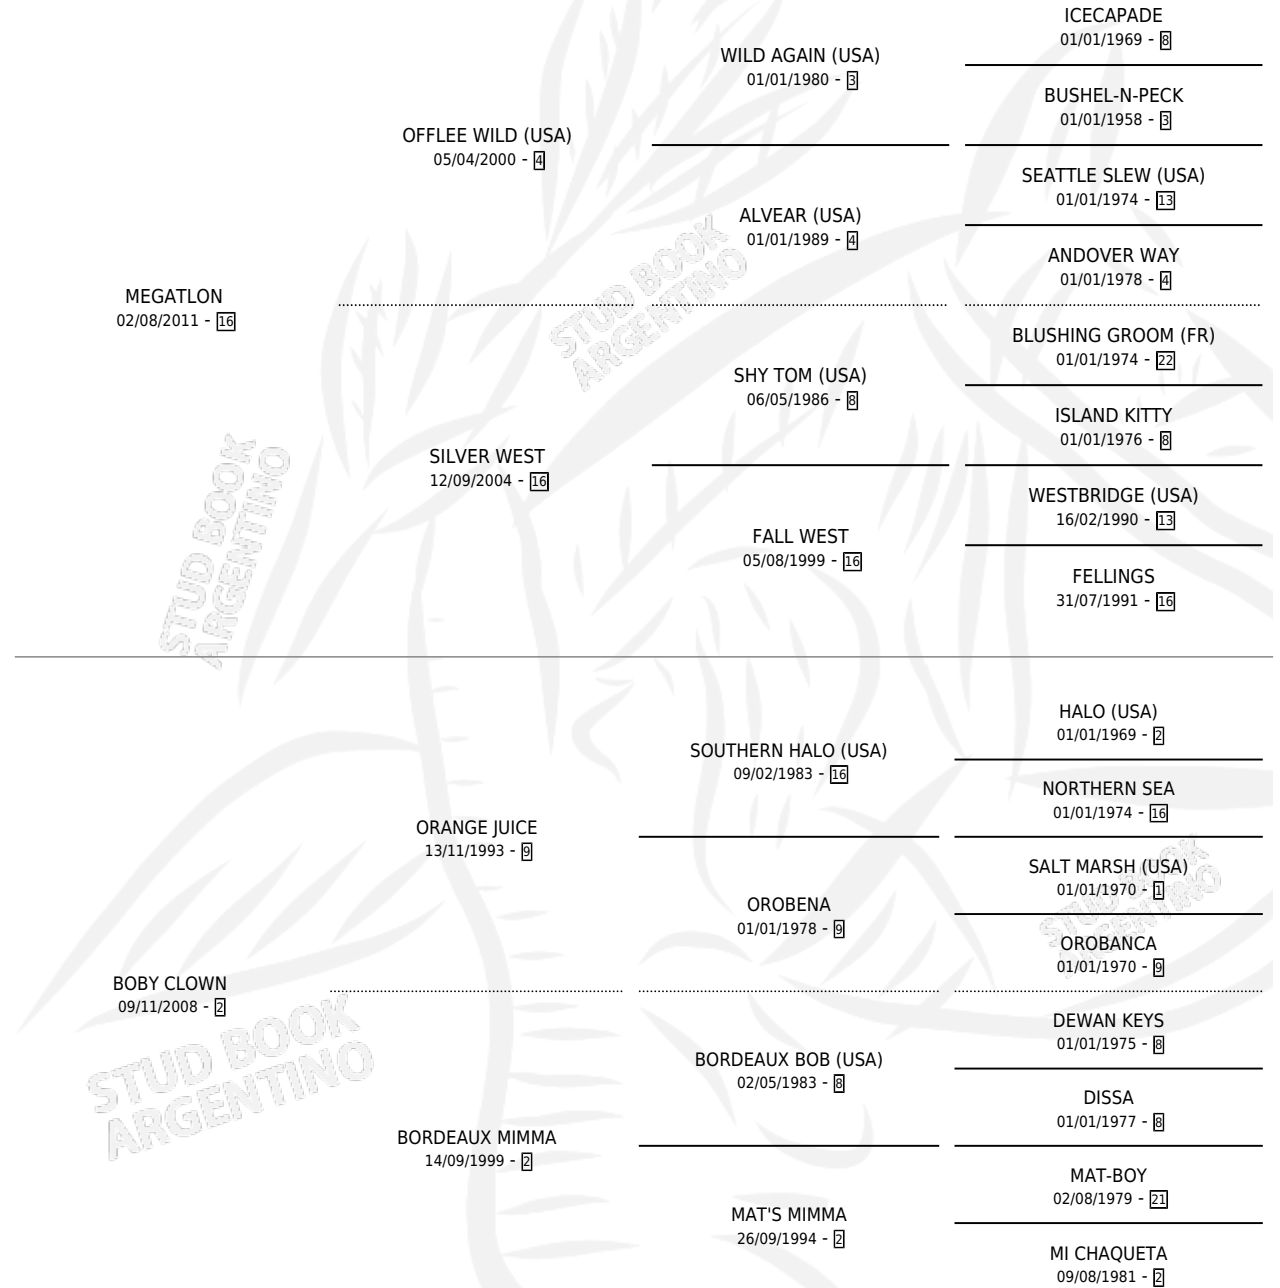 ICECAPADE
01/01/1969 - 8
WILD AGAIN (USA)
01/01/1980 - 3
BUSHEL-N-PECK
01/01/1958 - 3
OFFLEE WILD (USA)
05/04/2000 - 4
SEATTLE SLEW (USA)
01/01/1974 - 13
ALVEAR (USA)
01/01/1989 - 4
ANDOVER WAY
01/01/1978 - 4
MEGATLON
02/08/2011 - 16
BLUSHING GROOM (FR)
01/01/1974 - 22
SHY TOM (USA)
06/05/1986 - 8
ISLAND KITTY
01/01/1976 - 8
SILVER WEST
12/09/2004 - 16
WESTBRIDGE (USA)
16/02/1990 - 13
FALL WEST
05/08/1999 - 16
FELLINGS
31/07/1991 - 16
HALO (USA)
01/01/1969 - 2
SOUTHERN HALO (USA)
09/02/1983 - 16
NORTHERN SEA
01/01/1974 - 16
ORANGE JUICE
13/11/1993 - 9
SALT MARSH (USA)
01/01/1970 - 1
OROBENA
01/01/1978 - 9
OROBANCA
01/01/1970 - 9
BOBY CLOWN
09/11/2008 - 2
DEWAN KEYS
01/01/1975 - 8
BORDEAUX BOB (USA)
02/05/1983 - 8
DISSA
01/01/1977 - 8
BORDEAUX MIMMA
14/09/1999 - 2
MAT-BOY
02/08/1979 - 21
MAT'S MIMMA
26/09/1994 - 2
MI CHAQUETA
09/08/1981 - 2
STUD BOOK
ARGENTINO
STUD BOOK
ARGENTINO
STUD BOOK
ARGENTINO
STUD BOOK
ARGENTINO